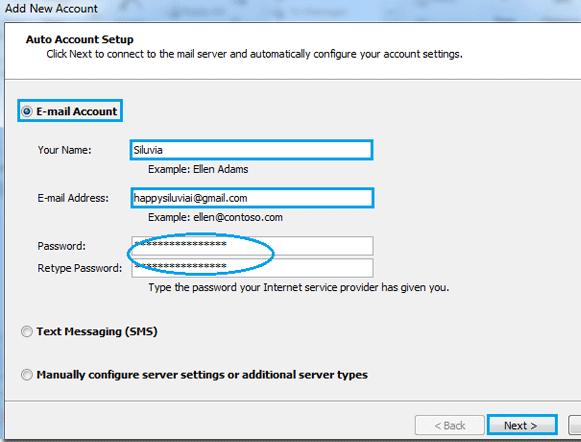 Add New Account
Auto Account Setup
Click Next to connect to the mail server and automatically configure your account settings.
E-mail Account
Your Name: Siluvia
Example: Ellen Adams
E-mail Address: happysiluviai@gmail.com
Example: ellen@contoso.com
Password: ****************
Retype Password: ****************
Type the password your Internet service provider has given you.
Text Messaging (SMS)
Manually configure server settings or additional server types
< Back Next >